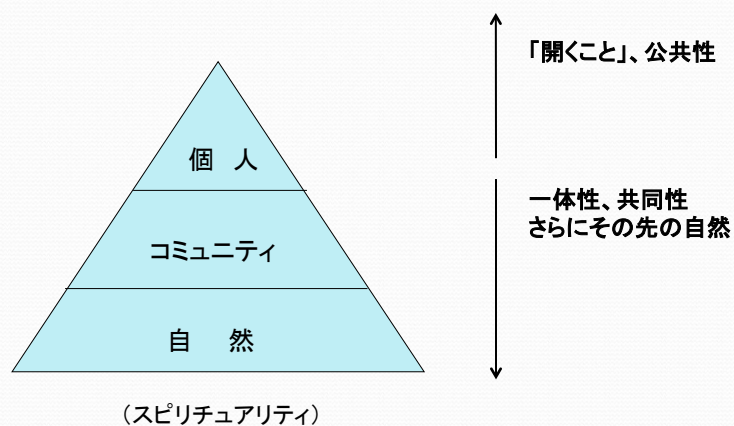 個　人
コミュニティ
自　然
（スピリチュアリティ）
「開くこと」、公共性
一体性、共同性
さらにその先の自然